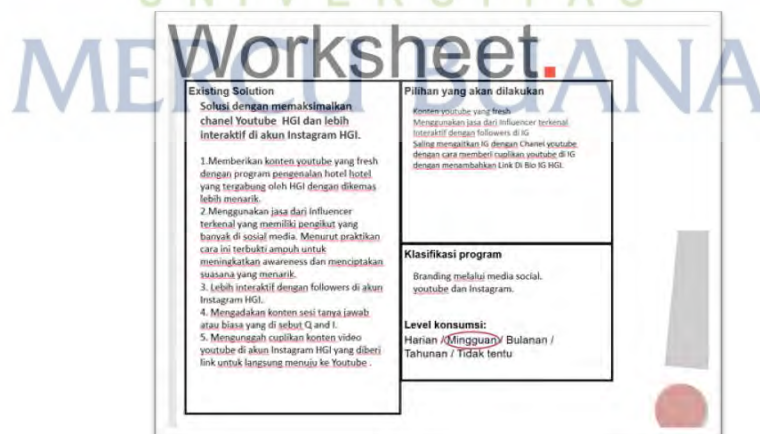 UNIVERSITAS
MERCU BUANA
Worksheet.
Existing Solution
Solusi dengan memaksimalkan
chanel Youtube HGI dan lebih
interaktif di akun Instagram HGI.
1.Memberikan konten youtube yang fresh
dengan program pengenalan hotel hotel
yang tergabung oleh HGI dengan dikemas
lebih menarik.
2.Menggunakan jasa dari Influencer
terkenal yang memiliki pengikut yang
banyak di sosial media. Menurut praktikan
cara ini terbukti ampuh untuk
meningkatkan awareness dan menciptakan
suasana yang menarik.
3. Lebih interaktif dengan followers di akun
Instagram HGI.
4. Mengadakan konten sesi tanya jawab
atau biasa yang di sebut Q and I.
5. Mengunggah cuplikan konten video
youtube di akun Instagram HGI yang diberi
link untuk langsung menuju ke Youtube .
Pilihan yang akan dilakukan
Konten youtube yang fresh
Menggunakan jasa dari Influencer terkenal
Interaktif dengan followers di IG
Saling mengaitkan IG dengan Chanel youtube
dengan cara memberi cuplikan youtube di IG
dengan menambahkan Link Di Bio IG HGI.
Klasifikasi program
Branding melalui media social.
youtube dan Instagram.
Level konsumsi:
Harian / Mingguan / Bulanan /
Tahunan / Tidak tentu